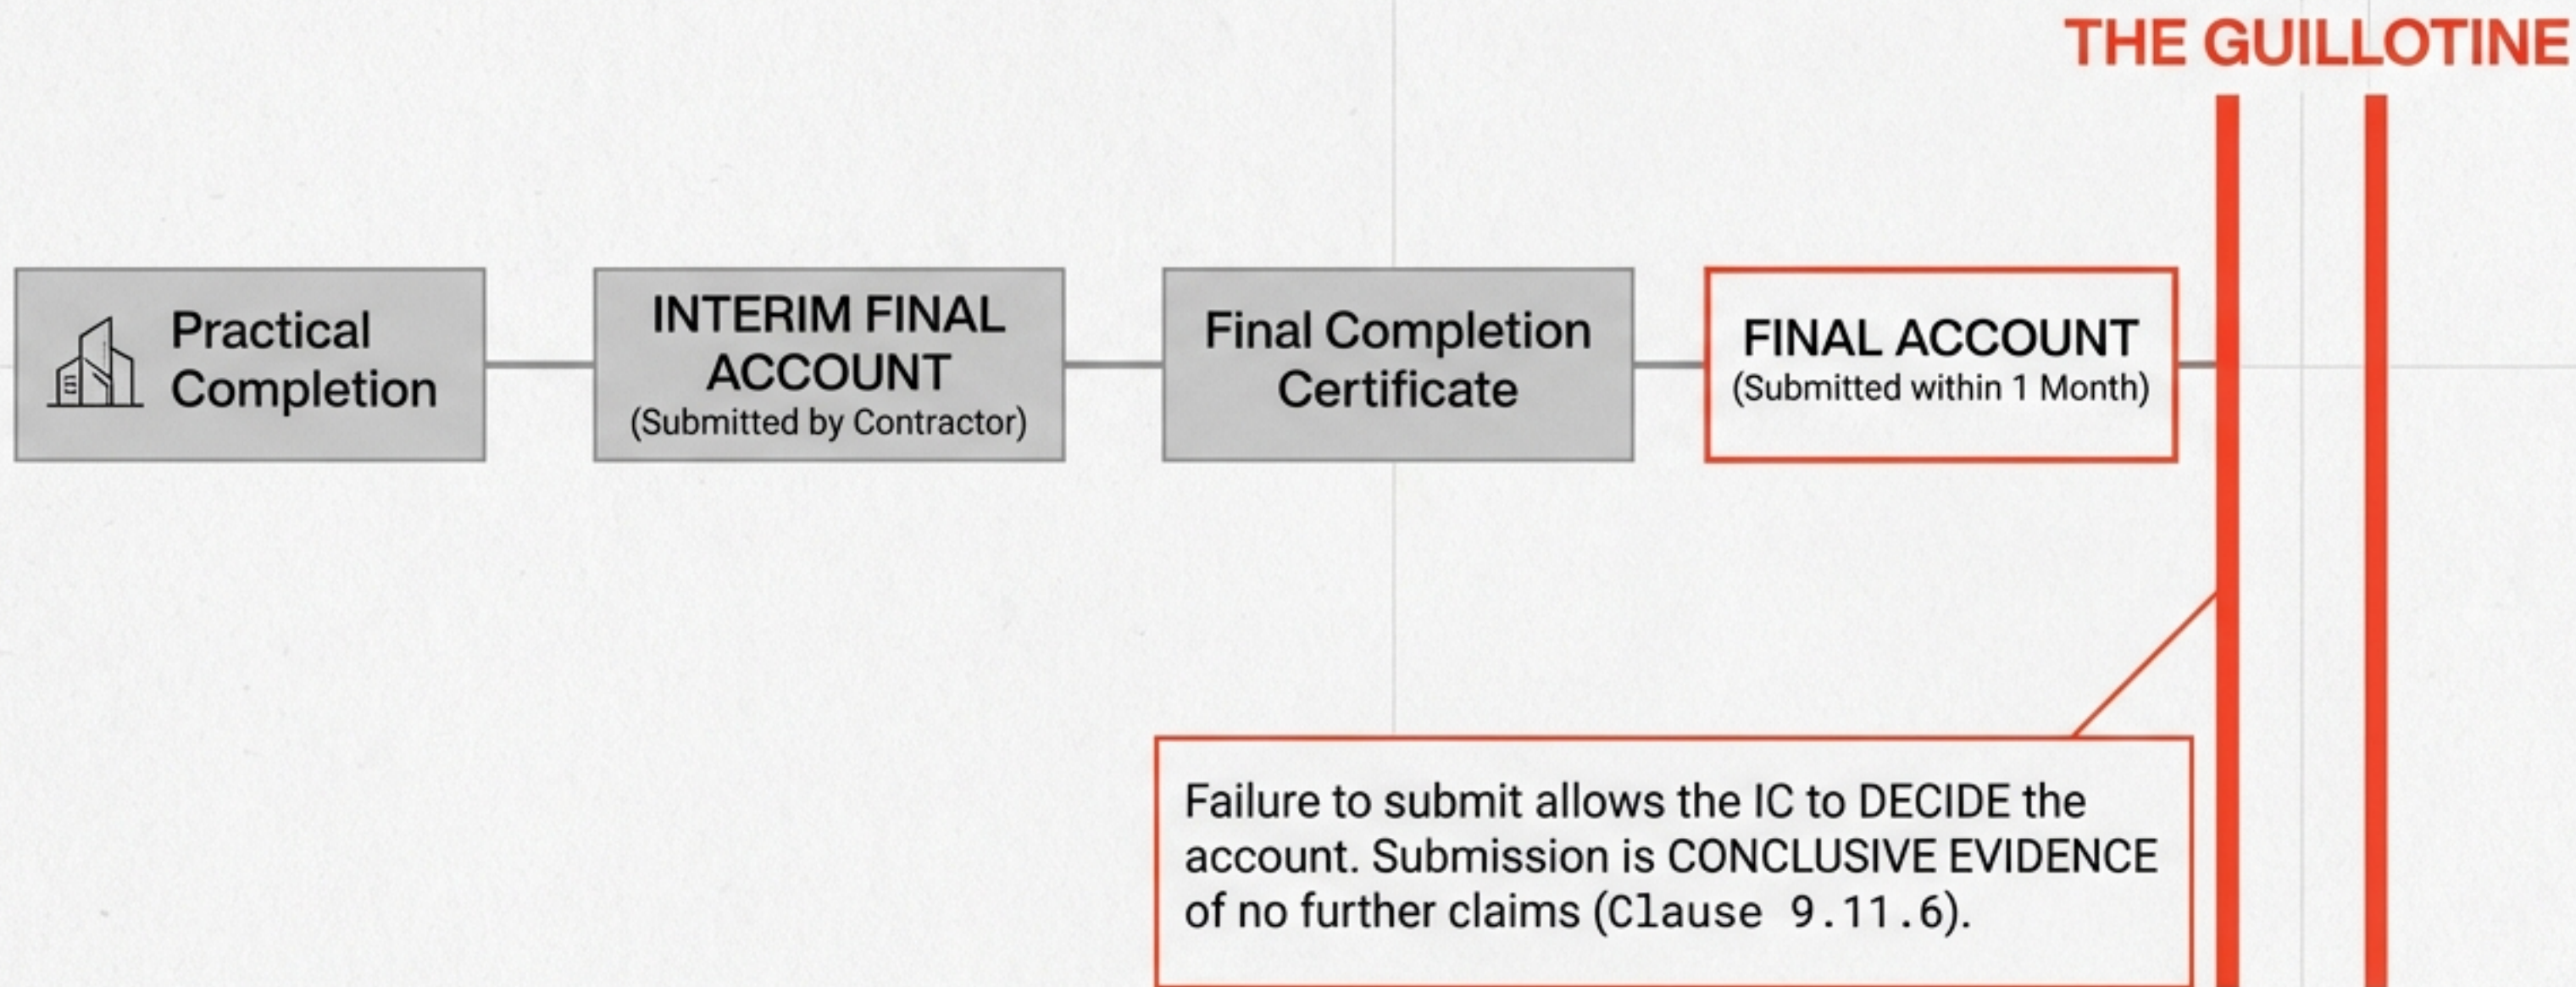 THE GUILLOTINE
Practical
Completion
INTERIM FINAL
ACCOUNT
(Submitted by Contractor)
Final Completion
Certificate
FINAL ACCOUNT
(Submitted within 1 Month)
Failure to submit allows the IC to DECIDE the
account. Submission is CONCLUSIVE EVIDENCE
of no further claims (Clause 9.11.6).